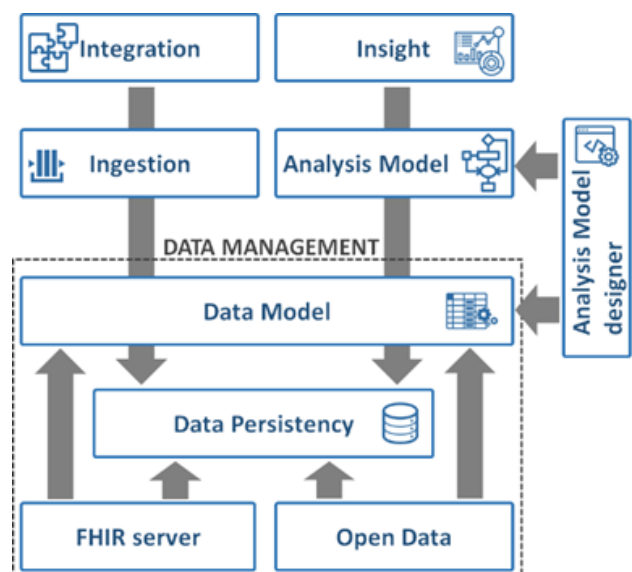 Integration
Insight
Ingestion
Analysis Model
Analysis Model
designer
DATA MANAGEMENT
Data Model
Data Persistency
FHIR server
Open Data